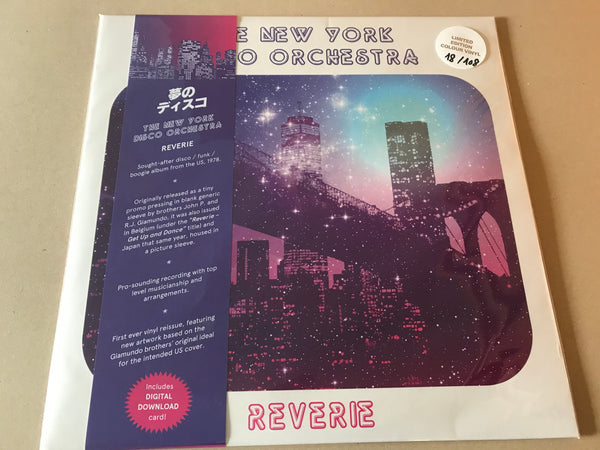 E NEW YORK
O ORCHESTRA
LIMITED
EDITION
COLOUR VINYL
18/108
夢の
ディスコ
THE NEW YORK
DISCO ORCHESTRA
REVERIE
Sought-after disco / funk /
boogie album from the US, 1978.
*
Originally released as a tiny
promo pressing in blank generic
sleeve by brothers John P. and
R.J. Giamundo, it was also issued
in Belgium (under the "Reverie –
Get Up and Dance" title) and
Japan that same year, housed in
a picture sleeve.
*
Pro-sounding recording with top
level musicianship and
arrangements.
*
First ever vinyl reissue, featuring
new artwork based on the
Giamundo brothers' original ideal
for the intended US cover.
Includes
DIGITAL
DOWNLOAD
card!
REVERIE